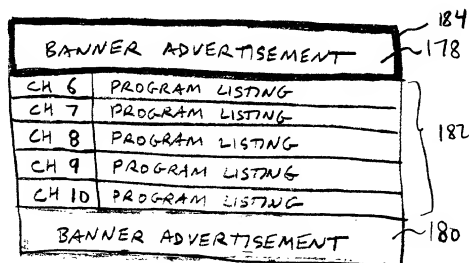 184
BANNER ADVERTISEMENT 178
CH 6 PROGRAM LISTING
CH 7 PROGRAM LISTING
CH 8 PROGRAM LISTING 182
CH 9 PROGRAM LISTING
CH 10 PROGRAM LISTING
BANNER ADVERTISEMENT 180